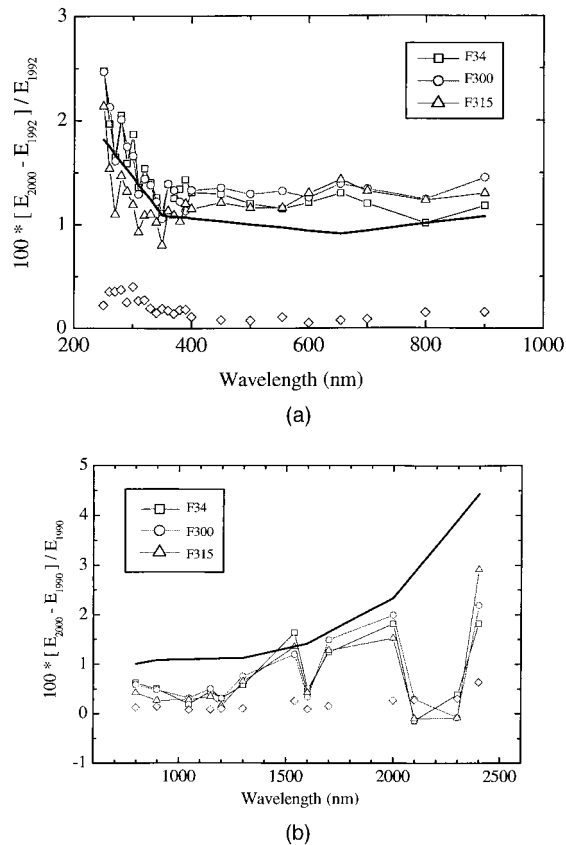 3
F34
F300
F315
2
1
0
200
400
600
800
1000
100 * [ E2000 - E1992 ] / E1992
Wavelength (nm)
(a)
5
4
3
2
1
0
-1
F34
F300
F315
1000
1500
2000
2500
100 * [ E2000 - E1990 ] / E1990
Wavelength (nm)
(b)